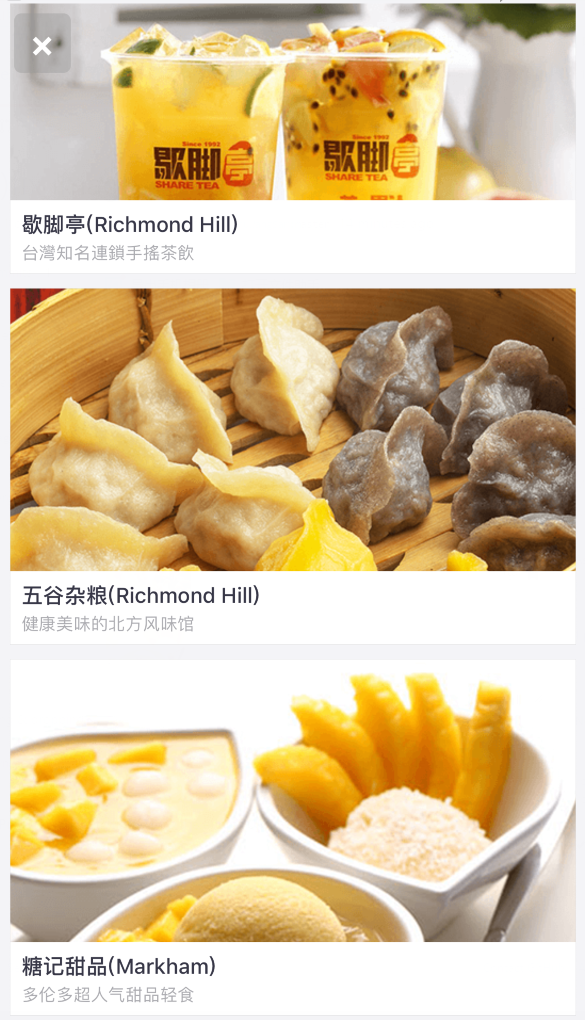 Since 1992
歇脚亭
SHARE TEA
Since 1992
歇脚亭
SHARE TEA
歇脚亭(Richmond Hill)
台灣知名連鎖手搖茶飲
五谷杂粮(Richmond Hill)
健康美味的北方风味馆
糖记甜品(Markham)
多伦多超人气甜品轻食